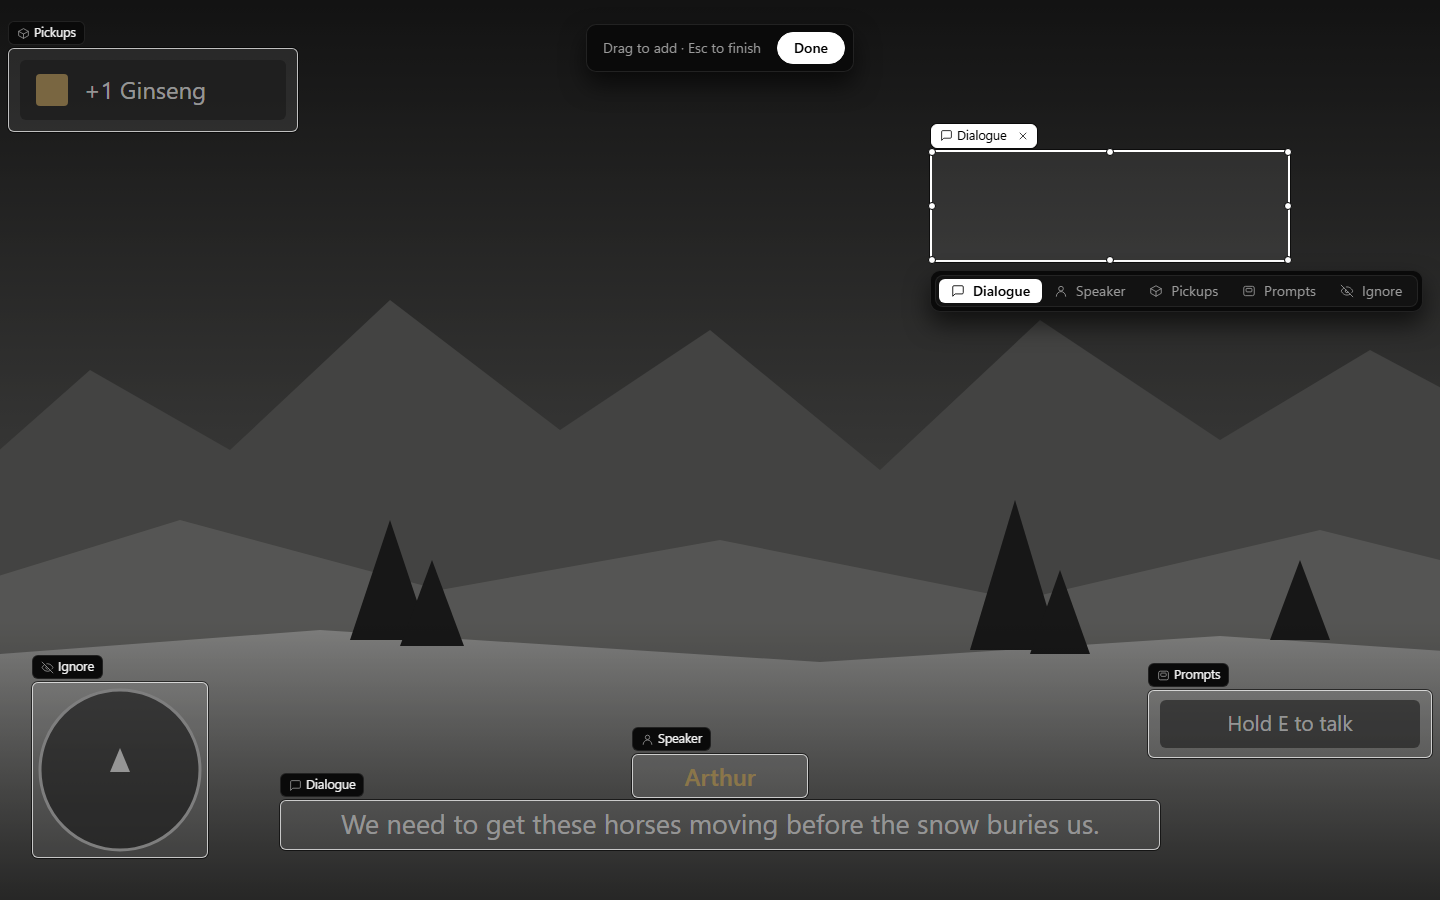 Pickups
+1 Ginseng
Drag to add · Esc to finish
Done
Dialogue
Dialogue
Speaker
Pickups
Prompts
Ignore
Ignore
Prompts
Hold E to talk
Speaker
Arthur
Dialogue
We need to get these horses moving before the snow buries us.